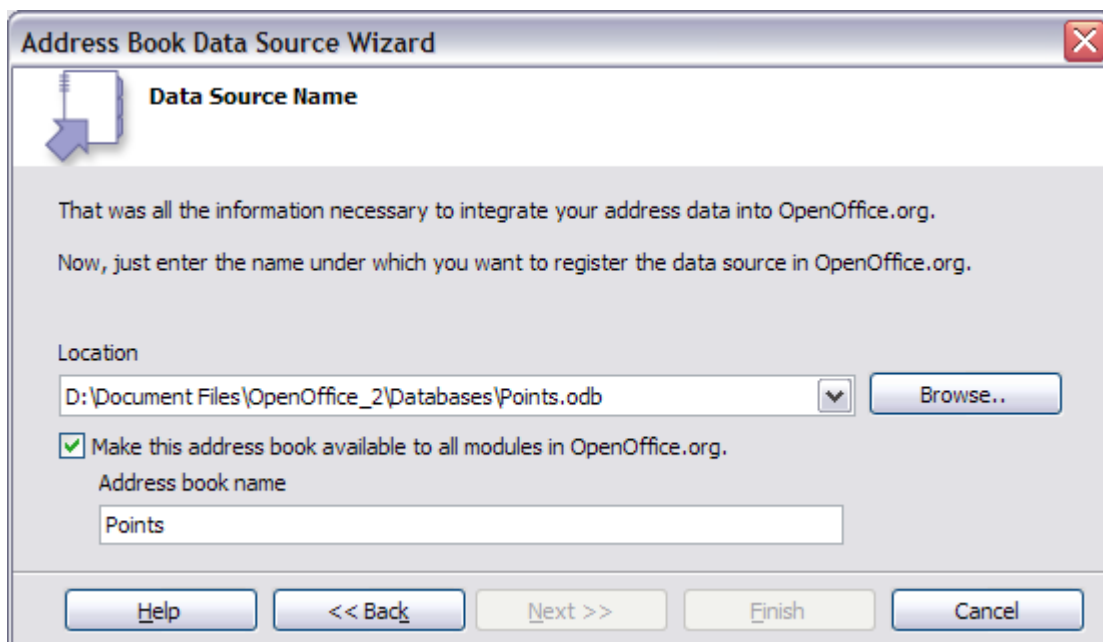 Address Book Data Source Wizard
Data Source Name
That was all the information necessary to integrate your address data into OpenOffice.org.
Now, just enter the name under which you want to register the data source in OpenOffice.org.
Location
D:\Document Files\OpenOffice_2\Databases\Points.odb
Browse..
Make this address book available to all modules in OpenOffice.org.
Address book name
Points
Help << Back Next >> Finish Cancel